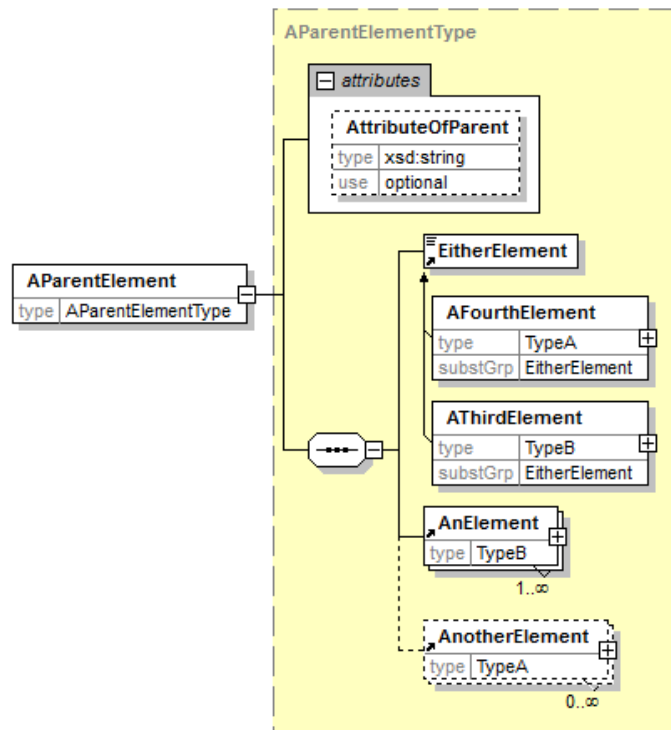 AParentElementType
attributes
AttributeOfParent
type xsd:string
use optional
EitherElement
AParentElement
type AParentElementType
AFourthElement
type TypeA
substGrp EitherElement
AThirdElement
type TypeB
substGrp EitherElement
AnElement
type TypeB
1..∞
AnotherElement
type TypeA
0..∞